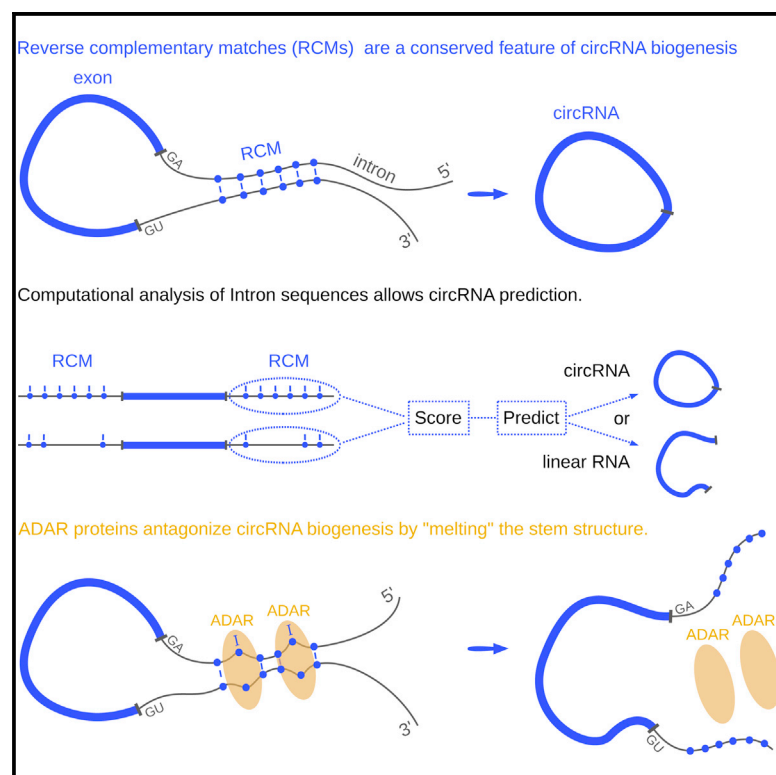 Reverse complementary matches (RCMs) are a conserved feature of circRNA biogenesis
exon
circRNA
RCM
intron
5'
GA
GU
3'
Computational analysis of Intron sequences allows circRNA prediction.
RCM
RCM
circRNA
Score
Predict
or
linear RNA
ADAR proteins antagonize circRNA biogenesis by "melting" the stem structure.
ADAR
ADAR
5'
GA
GU
3'
GA
ADAR
ADAR
GU